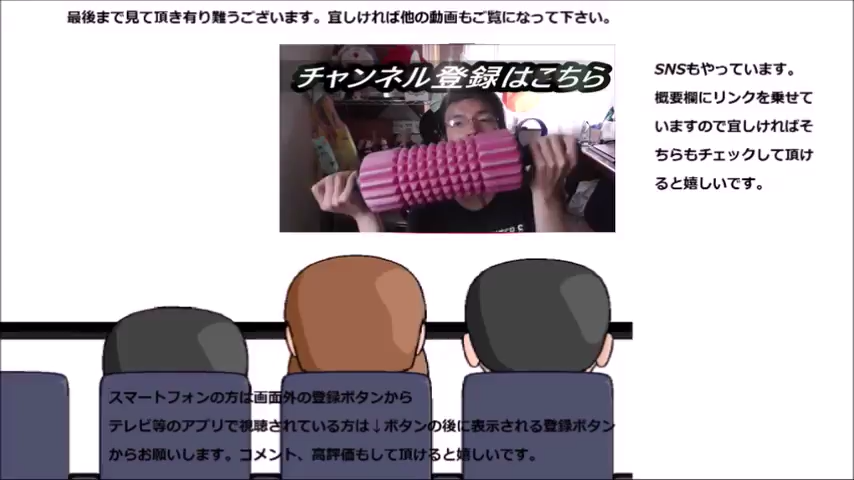 最後まで見て頂き有り難うございます。宜しければ他の動画もご覧になって下さい。
チャンネル登録はこちら
SNSもやっています。
概要欄にリンクを乗せて
いますので宜しければそ
ちらもチェックして頂け
ると嬉しいです。
スマートフォンの方は画面外の登録ボタンから
テレビ等のアプリで視聴されている方は↓ボタンの後に表示される登録ボタン
からお願いします。コメント、高評価もして頂けると嬉しいです。